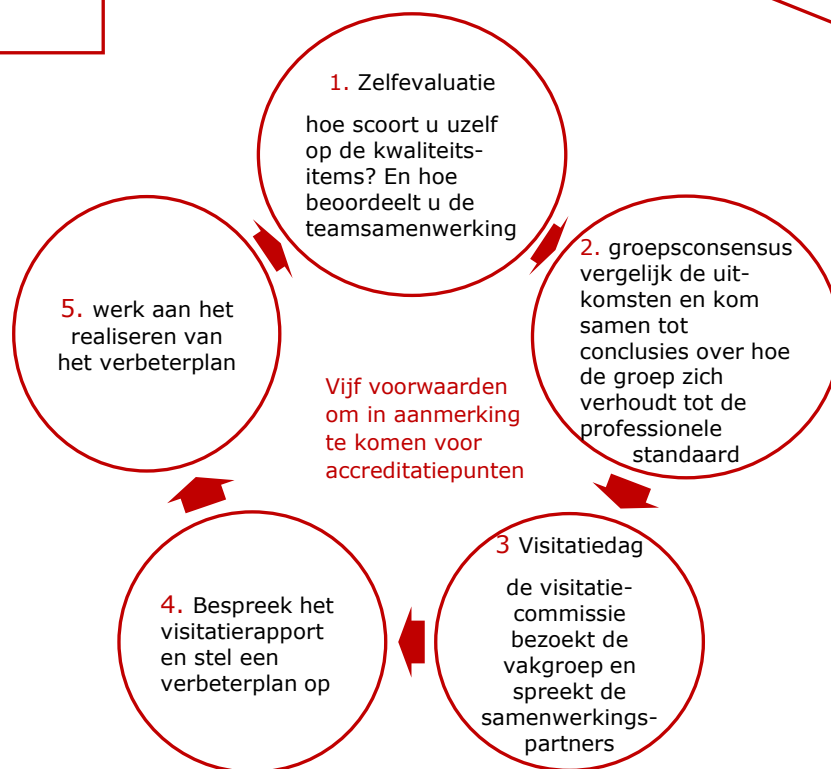 1. Zelfevaluatie
hoe scoort u uzelf
op de kwaliteits-
items? En hoe
beoordeelt u de
teamsamenwerking
2. groepsconsensus
vergelijk de uit-
komsten en kom
samen tot
conclusies over hoe
de groep zich
verhoudt tot de
professionele
standaard
3 Visitatiedag
de visitatie-
commissie
bezoekt de
vakgroep en
spreekt de
samenwerkings-
partners
4. Bespreek het
visitatierapport
en stel een
verbeterplan op
5. werk aan het
realiseren van
het verbeterplan
Vijf voorwaarden
om in aanmerking
te komen voor
accreditatiepunten